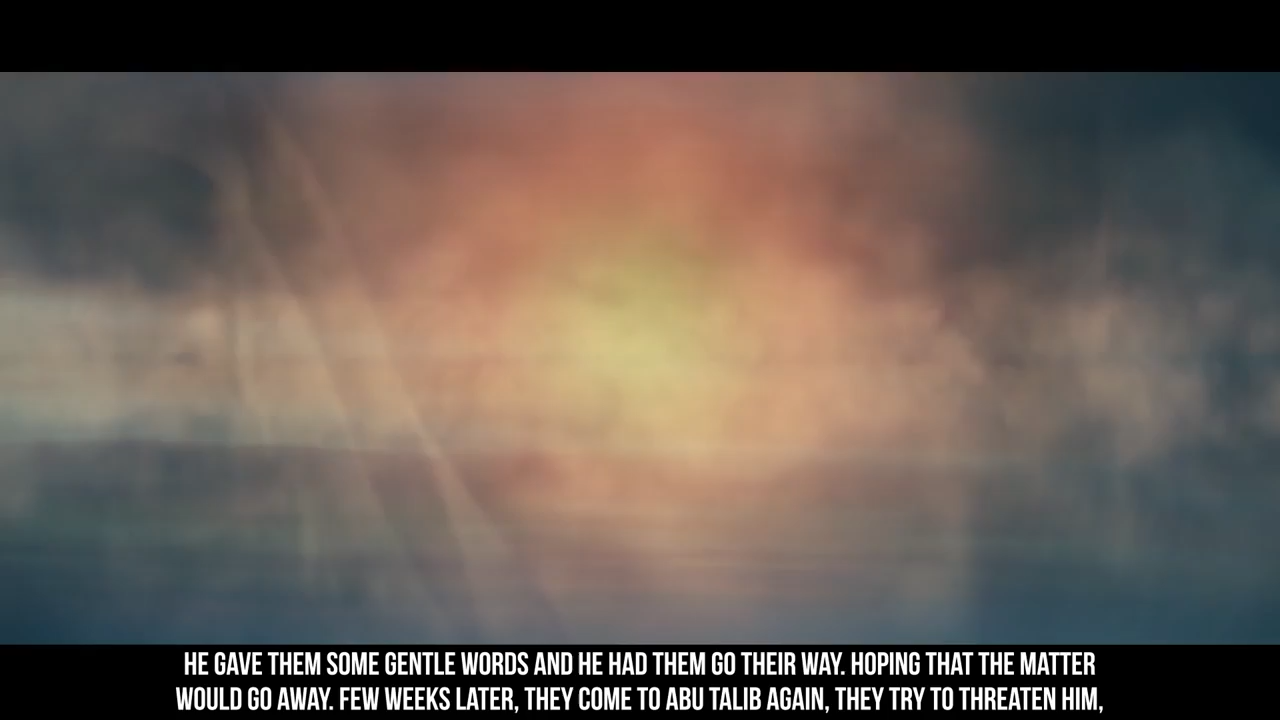 HE GAVE THEM SOME GENTLE WORDS AND HE HAD THEM GO THEIR WAY. HOPING THAT THE MATTER
WOULD GO AWAY. FEW WEEKS LATER, THEY COME TO ABU TALIB AGAIN, THEY TRY TO THREATEN HIM,